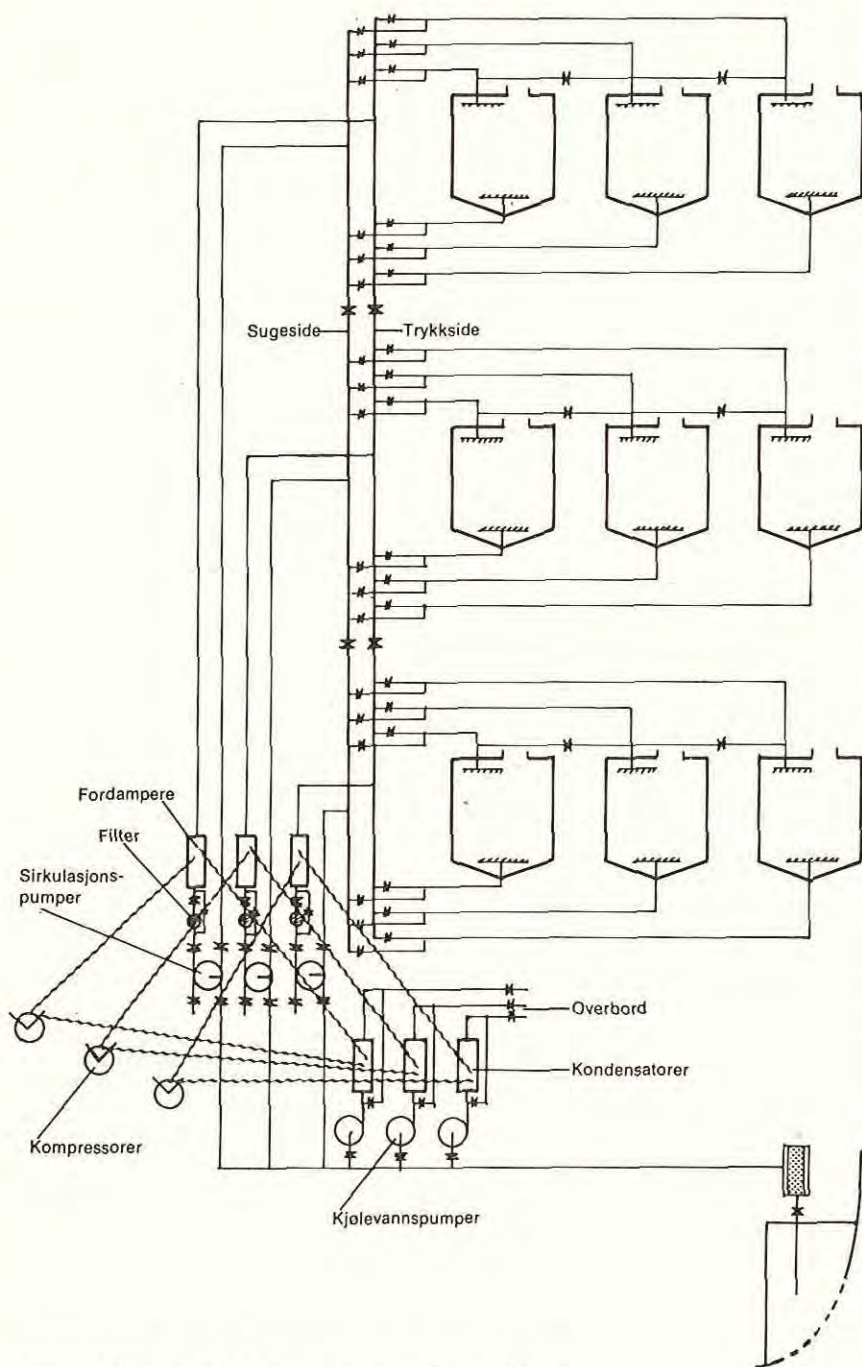 Sugeside
Trykkside
Fordampere
Filter
Sirkulasjons-
pumper
Overbord
Kondensatorer
Kompressorer
Kjølevannspumper